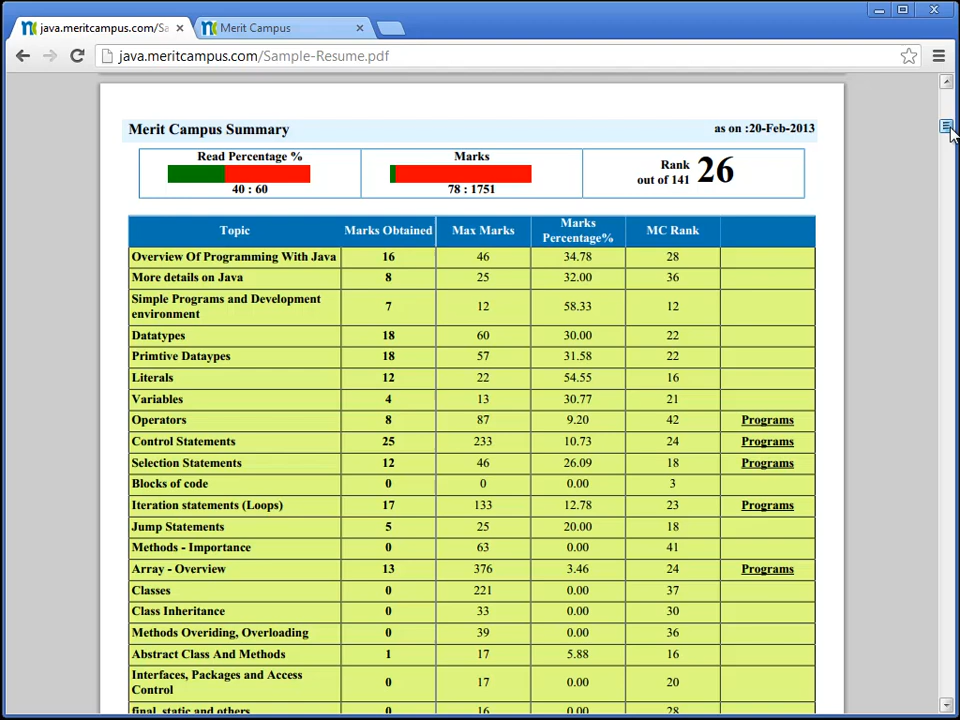 java.meritcampus.com/Sa
Merit Campus
java.meritcampus.com/Sample-Resume.pdf
Merit Campus Summary as on :20-Feb-2013
Read Percentage % Marks Rank out of 141 26
40 : 60 78 : 1751
Topic Marks Obtained Max Marks Marks Percentage% MC Rank
Overview Of Programming With Java 16 46 34.78 28
More details on Java 8 25 32.00 36
Simple Programs and Development environment 7 12 58.33 12
Datatypes 18 60 30.00 22
Primtive Dataypes 18 57 31.58 22
Literals 12 22 54.55 16
Variables 4 13 30.77 21
Operators 8 87 9.20 42 Programs
Control Statements 25 233 10.73 24 Programs
Selection Statements 12 46 26.09 18 Programs
Blocks of code 0 0 0.00 3
Iteration statements (Loops) 17 133 12.78 23 Programs
Jump Statements 5 25 20.00 18
Methods - Importance 0 63 0.00 41
Array - Overview 13 376 3.46 24 Programs
Classes 0 221 0.00 37
Class Inheritance 0 33 0.00 30
Methods Overiding, Overloading 0 39 0.00 36
Abstract Class And Methods 1 17 5.88 16
Interfaces, Packages and Access Control 0 17 0.00 20
final, static and others 0 16 0.00 28